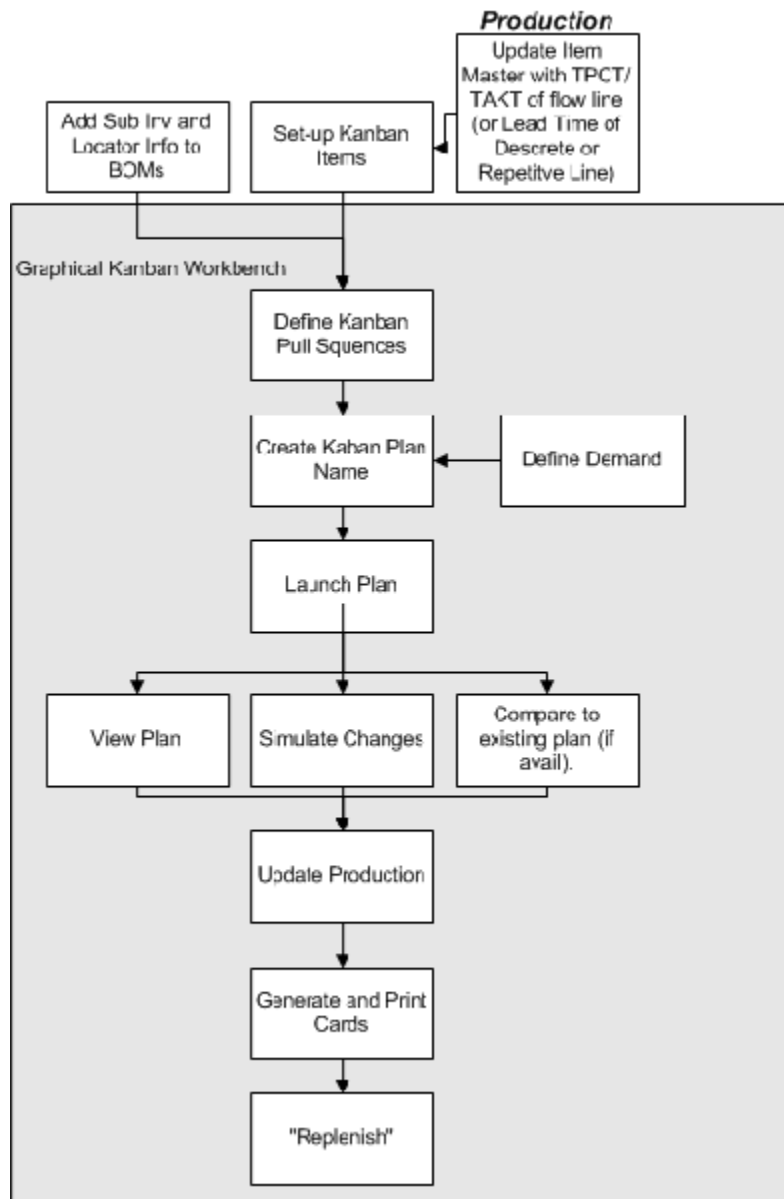 Production
Update Item
Master with TPCT/
TAKT of flow line
(or Lead Time of
Descrete or
Repetitve Line)
Add Sub Inv and
Locator Info to
BOMs
Set-up Kanban
Items
Graphical Kanban Workbench
Define Kanban
Pull Squences
Create Kaban Plan
Name
Define Demand
Launch Plan
View Plan
Simulate Changes
Compare to
existing plan (if
avail).
Update Production
Generate and Print
Cards
"Replenish"